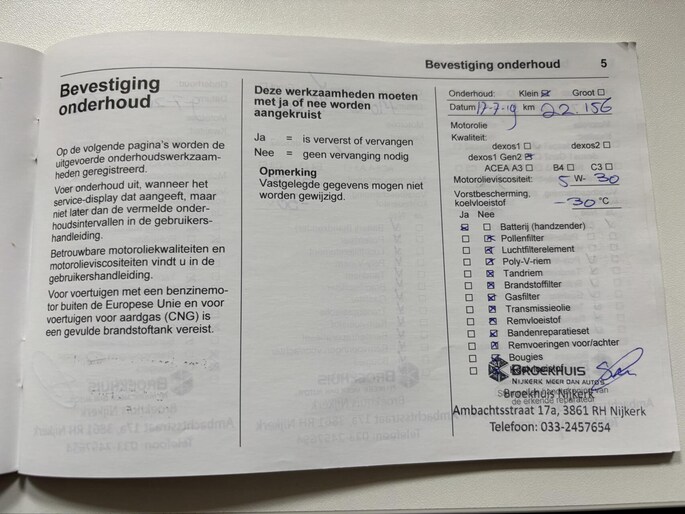 Bevestiging onderhoud 5
Bevestiging
onderhoud
Op de volgende pagina's worden de
uitgevoerde onderhoudswerkzaam-
heden geregistreerd.
Voer onderhoud uit, wanneer het
service-display dat aangeeft, maar
niet later dan de vermelde onder-
houdsintervallen in de gebruikers-
handleiding.
Betrouwbare motoroliekwaliteiten en
motorolieviscositeiten vindt u in de
gebruikershandleiding.
Voor voertuigen met een benzinemo-
tor buiten de Europese Unie en voor
voertuigen voor aardgas (CNG) is
een gevulde brandstoftank vereist.
Deze werkzaamheden moeten
met ja of nee worden
aangekruist
Ja = is ververst of vervangen
Nee = geen vervanging nodig
Opmerking
Vastgelegde gegevens mogen niet
worden gewijzigd.
Onderhoud: Klein Groot
Datum 17-7-19 km 22.156
Motorolie
Kwaliteit:
dexos1 dexos2
dexos1 Gen2
ACEA A3 B4 C3
Motorolieviscositeit: 5 W- 30
Vorstbescherming,
koelvloeistof -30 °C
Ja Nee
Batterij (handzender)
Pollenfilter
Luchtfilterelement
Poly-V-riem
Tandriem
Brandstoffilter
Gasfilter
Transmissieolie
Remvloeistof
Bandenreparatieset
Remvoeringen voor/achter
Bougies
BROEKHUIS
NIJKERK MEER DAN AUTO'S
Broekhuis Nijkerk
de erkende reparateur
Ambachtsstraat 17a, 3861 RH Nijkerk
Telefoon: 033-2457654